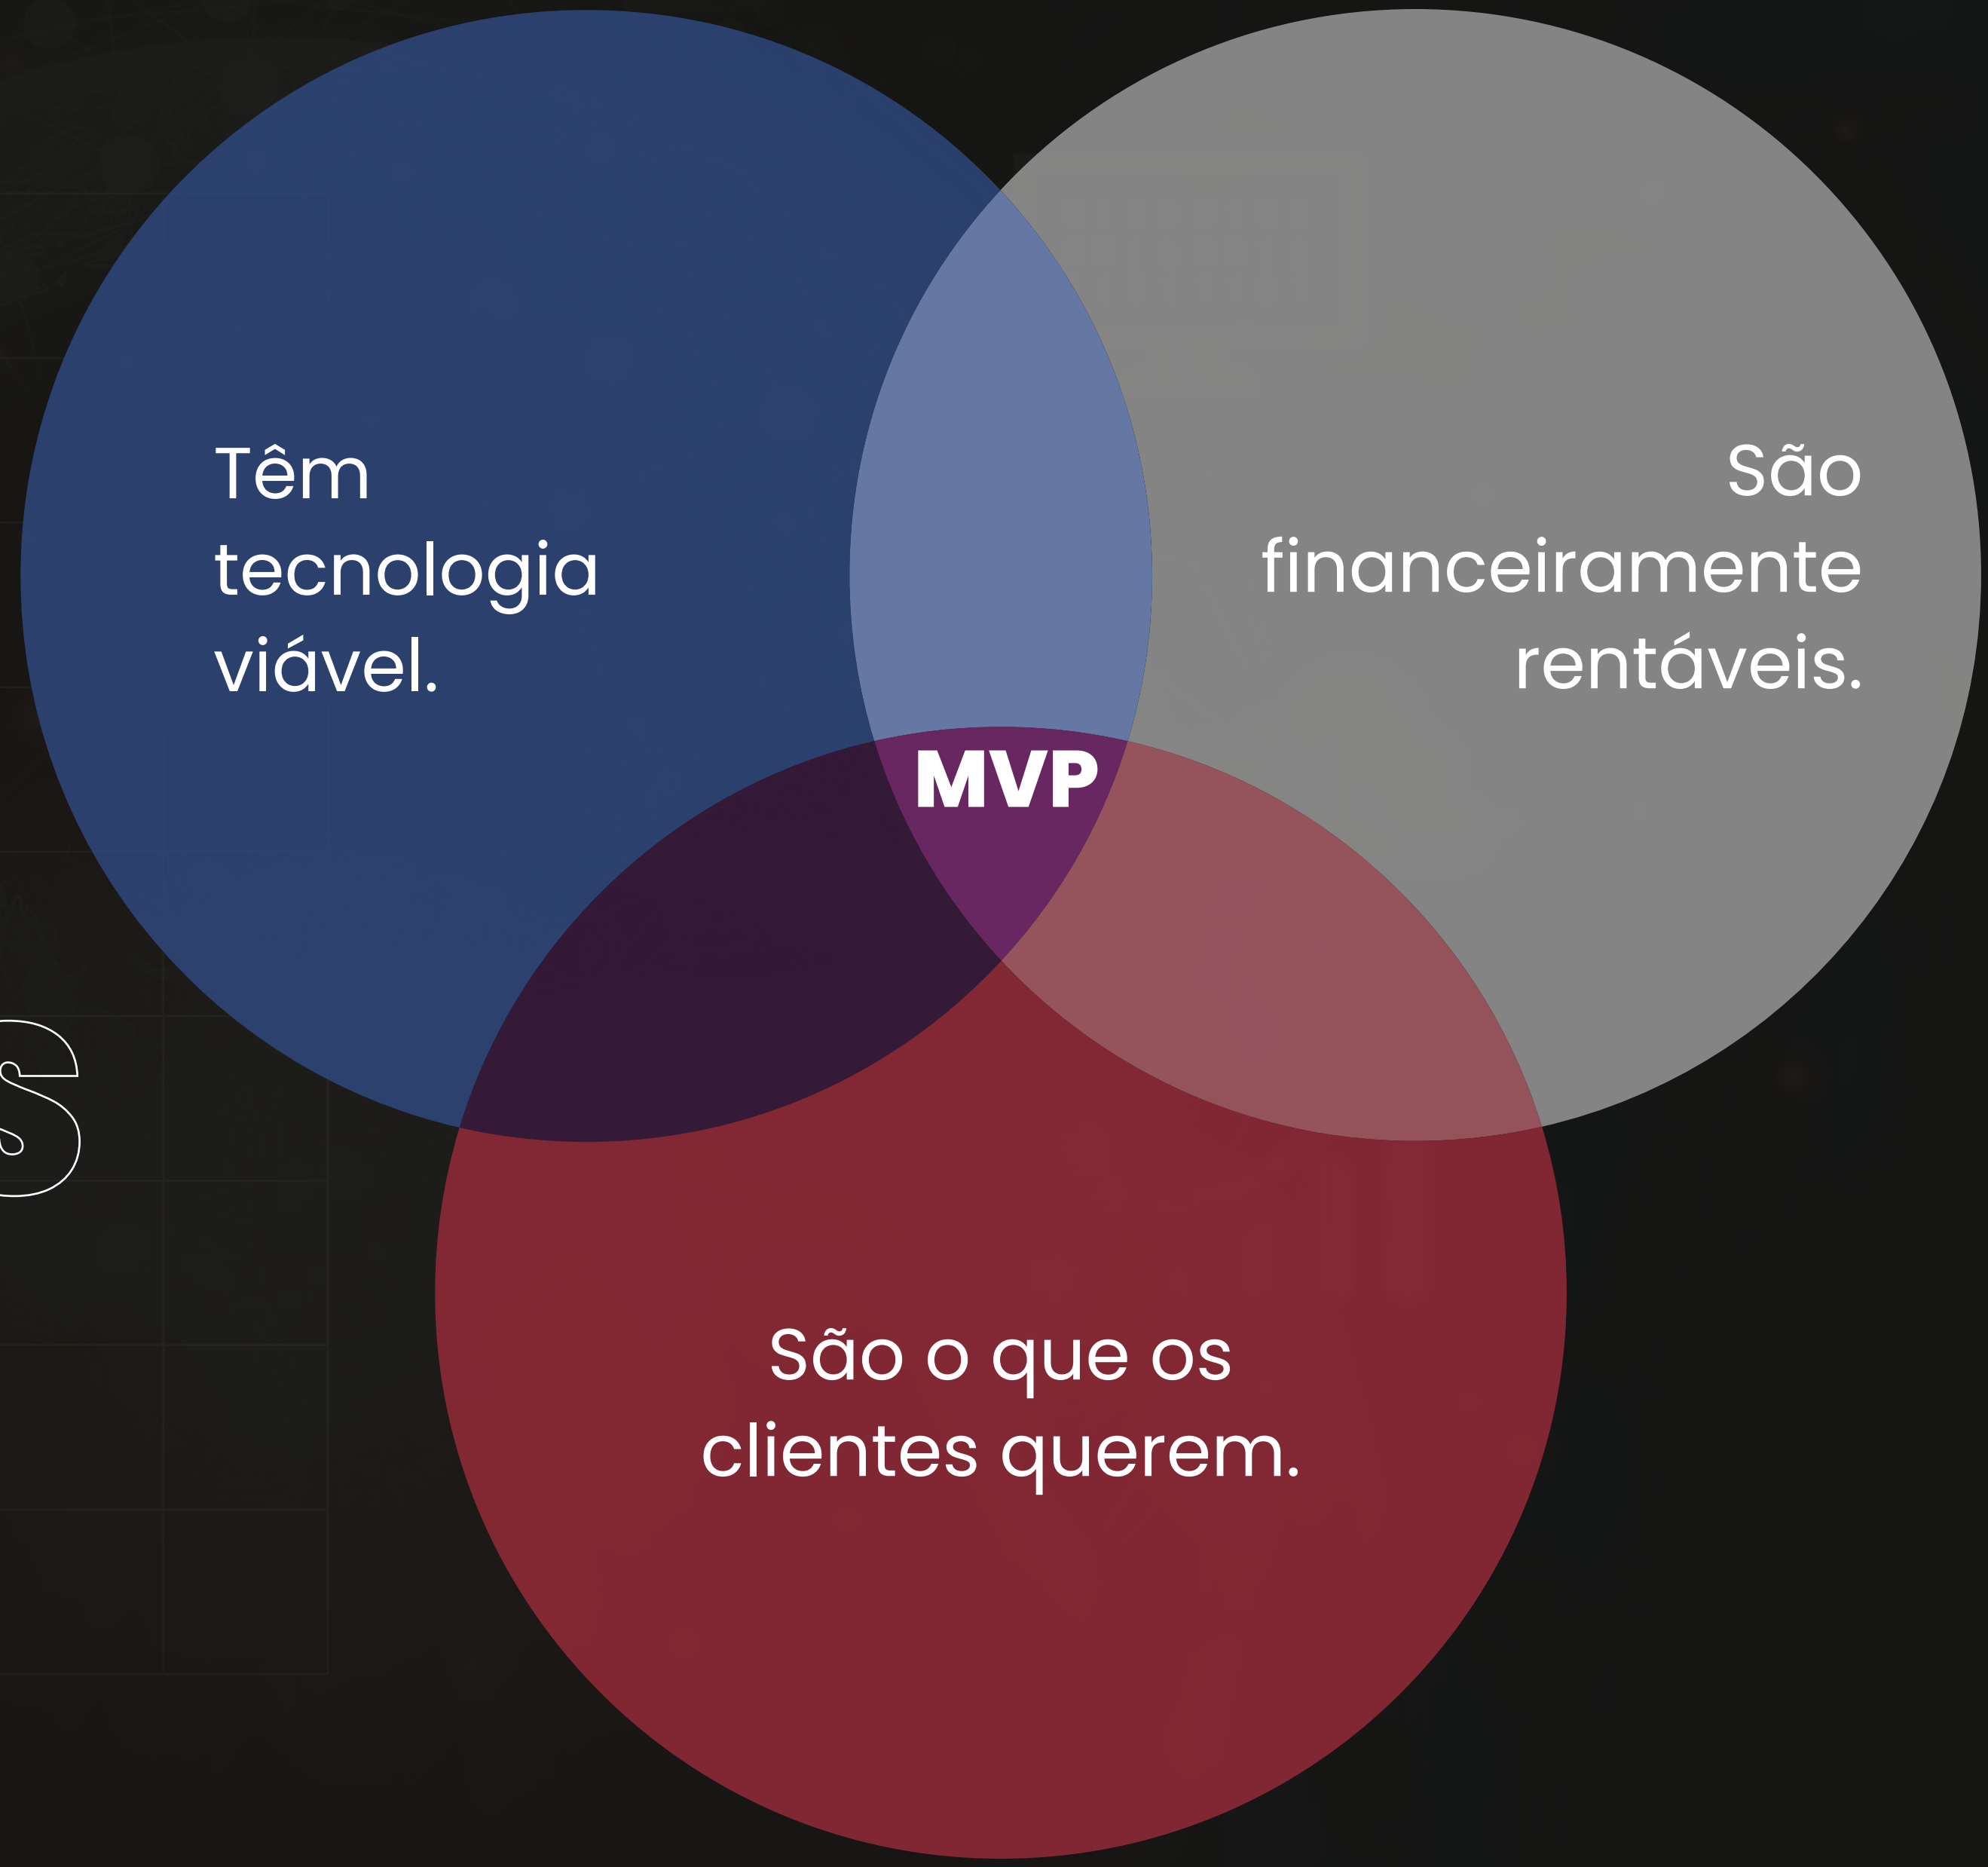 Têm
tecnologia
viável.
São
financeiramente
rentáveis.
MVP
São o que os
clientes querem.
S